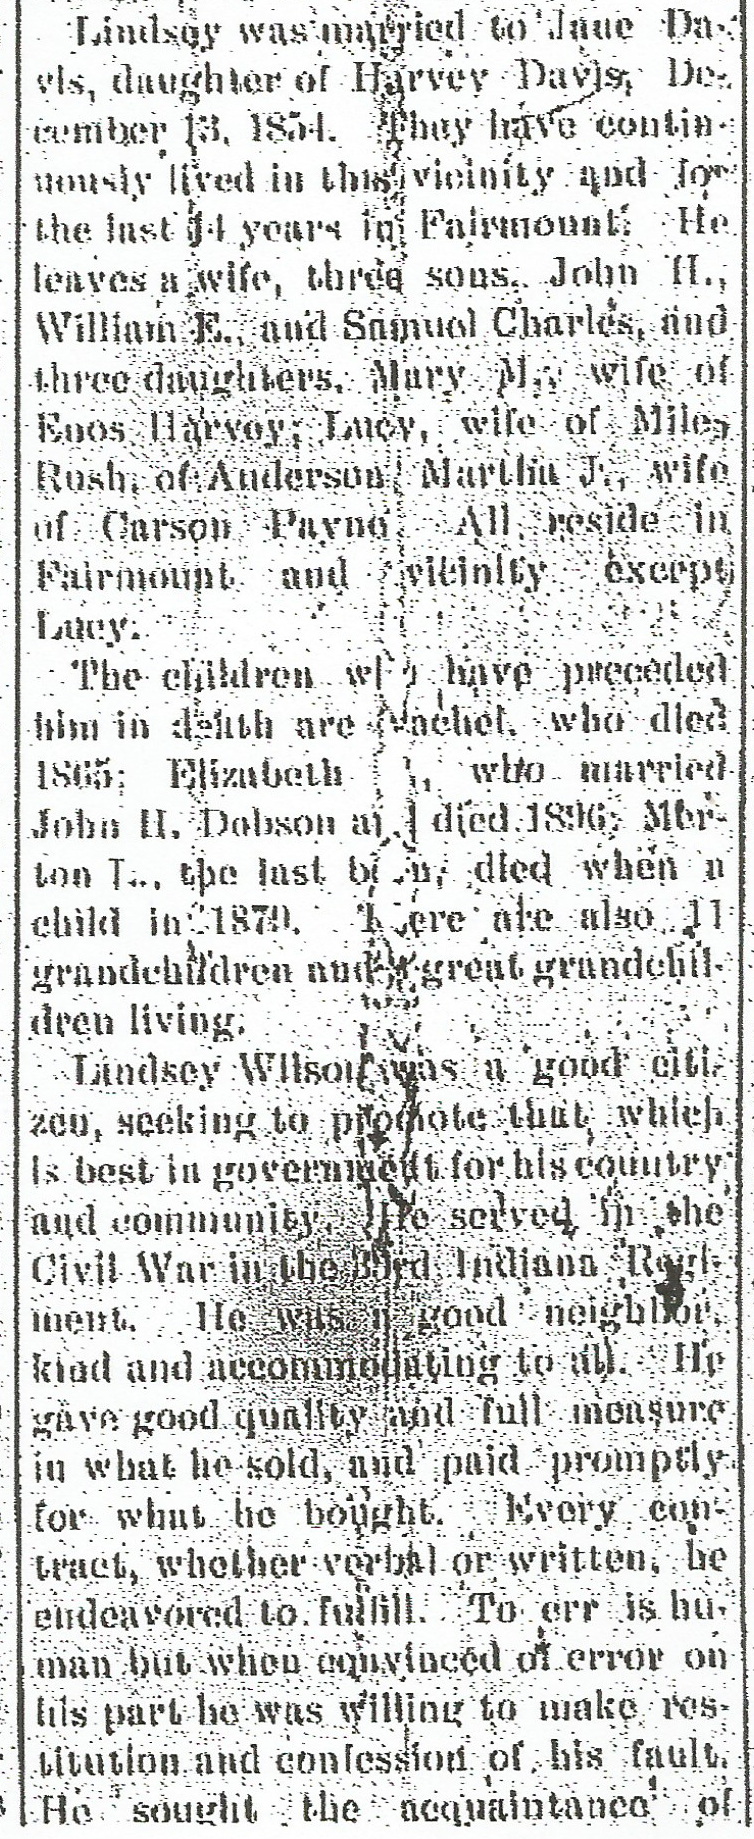 Lindsey was married to Jane Da-
vis, daughter of Harvey Davis, De-
cember 13, 1854. They have contin-
uously lived in this vicinity and for
the last years in Fairmount. He
leaves a wife, three sons, John H.,
William E., and Samuel Charles, and
three daughters, Mary M., wife of
Enos Harvey; Lucy, wife of Miles
Rush, of Anderson; Martha J., wife
of Carson Payne. All reside in
Fairmount and vicinity except
Lucy.
The children who have preceded
him in death are Rachel, who died
1865; Elizabeth who married
John H. Dobson and died 1896; Mer-
ton L., the last born, died when a
child in 1879. There are also 11
grandchildren and great grandchil-
dren living.
Lindsey Wilson was a good citi-
zen, seeking to promote that which
is best in government for his country
and community. He served in the
Civil War in the Indiana Regi-
ment. He was a good neighbor,
kind and accommodating to all. He
gave good quality and full measure
in what he sold, and paid promptly
for what he bought. Every con-
tract, whether verbal or written, he
endeavored to fulfill. To err is hu-
man but when convinced of error on
his part he was willing to make res-
titution and confession of his fault.
He sought the acquaintance of